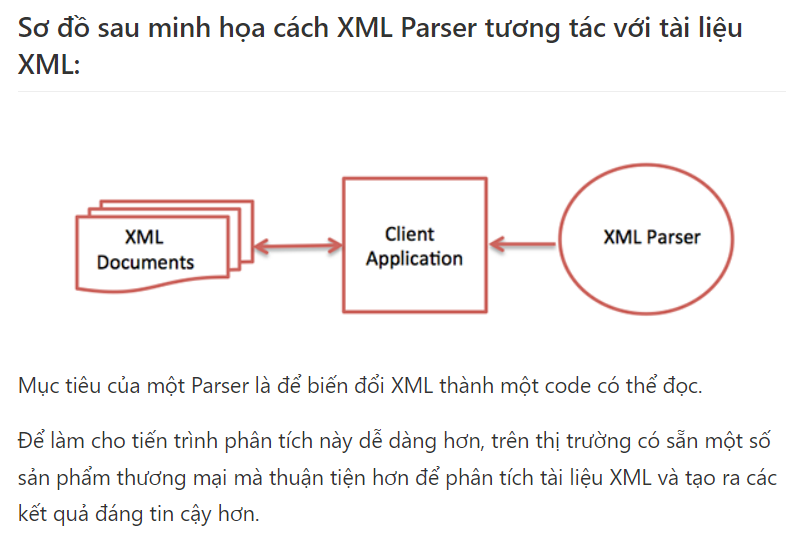 Sơ đồ sau minh họa cách XML Parser tương tác với tài liệu
XML:
XML
Documents
Client
Application
XML Parser
Mục tiêu của một Parser là để biến đổi XML thành một code có thể đọc.
Để làm cho tiến trình phân tích này dễ dàng hơn, trên thị trường có sẵn một số
sản phẩm thương mại mà thuận tiện hơn để phân tích tài liệu XML và tạo ra các
kết quả đáng tin cậy hơn.